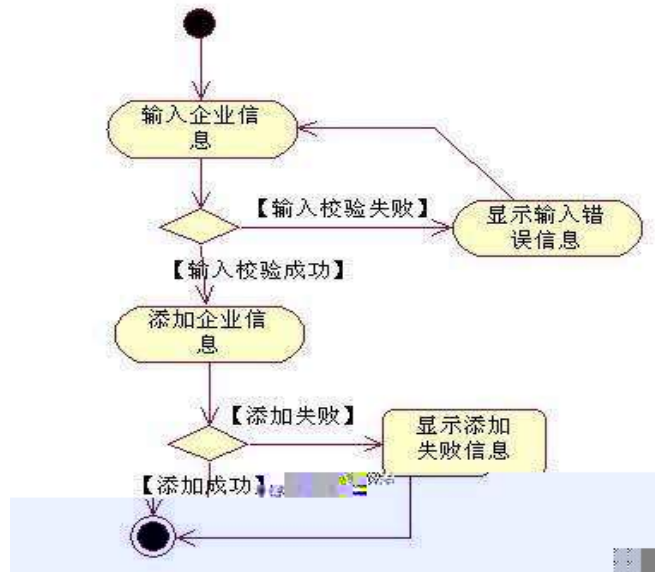 输入企业信
息
【输入校验失败】
显示输入错
误信息
【输入校验成功】
添加企业信
息
【添加失败】
显示添加
失败信息
【添加成功】